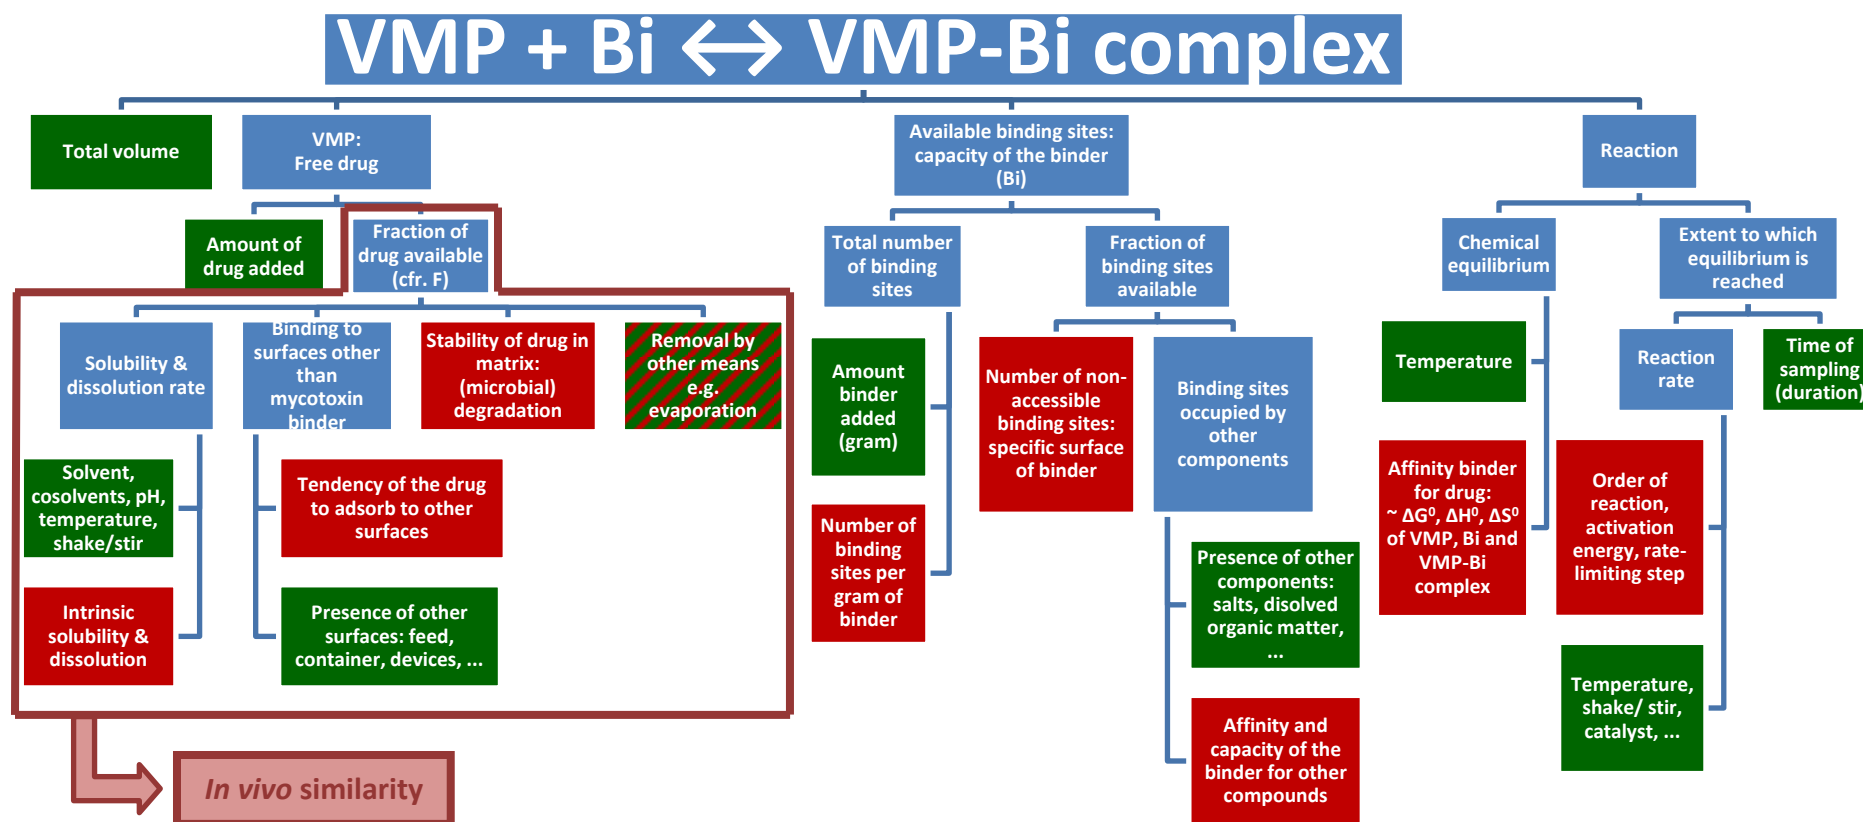 VMP + Bi ↔ VMP-Bi complex
Total volume
VMP:
Free drug
Available binding sites:
capacity of the binder
(Bi)
Reaction
Amount of
drug added
Fraction of
drug available
(cfr. F)
Total number
of binding
sites
Fraction of
binding sites
available
Chemical
equilibrium
Extent to which
equilibrium is
reached
Solubility &
dissolution rate
Binding to
surfaces other
than
mycotoxin
binder
Stability of drug in
matrix:
(microbial)
degradation
Removal by
other means
e.g.
evaporation
Amount
binder
added
(gram)
Number of non-
accessible
binding sites:
specific surface
of binder
Binding sites
occupied by
other
components
Temperature
Reaction
rate
Time of
sampling
(duration)
Solvent,
cosolvents, pH,
temperature,
shake/stir
Tendency of the drug
to adsorb to other
surfaces
Number of
binding
sites per
gram of
binder
Affinity binder
for drug:
~ ΔG⁰, ΔH⁰, ΔS⁰
of VMP, Bi and
VMP-Bi
complex
Order of
reaction,
activation
energy, rate-
limiting step
Intrinsic
solubility &
dissolution
Presence of other
surfaces: feed,
container, devices, ...
Presence of other
components:
salts, disolved
organic matter,
...
Temperature,
shake/ stir,
catalyst, ...
Affinity and
capacity of the
binder for other
compounds
In vivo similarity